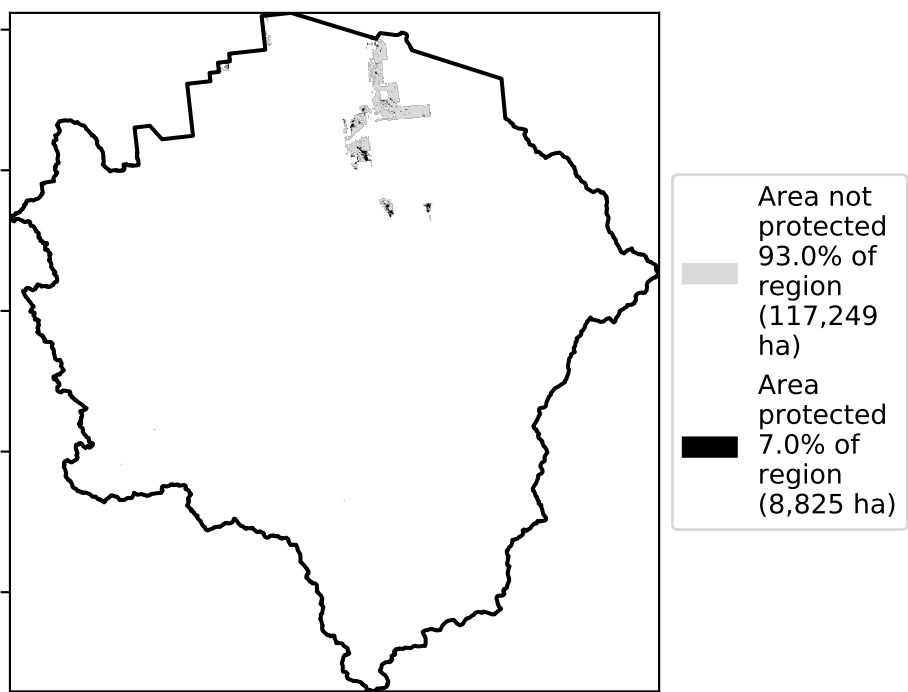 Area not
protected
93.0% of
region
(117,249
ha)
Area
protected
7.0% of
region
(8,825 ha)